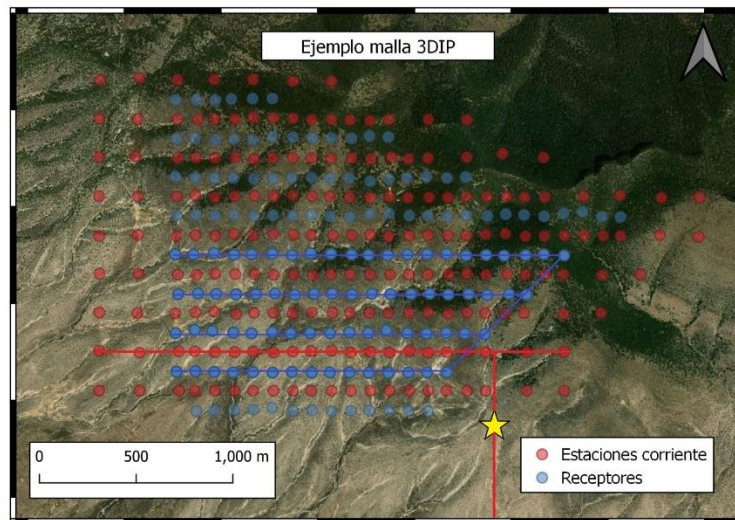 Ejemplo malla 3DIP
0 500 1,000 m
Estaciones corriente
Receptores